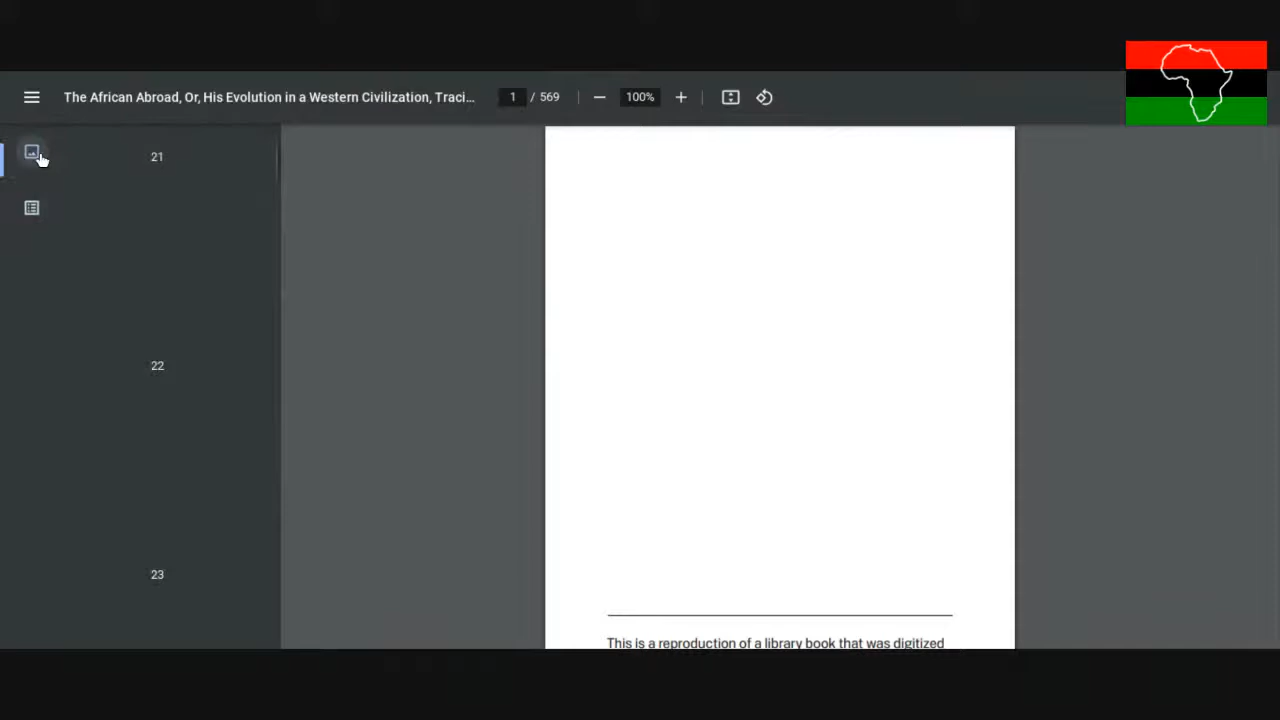 The African Abroad, Or, His Evolution in a Western Civilization, Traci... 1 / 569 100%
21
22
23
This is a reproduction of a library book that was digitized